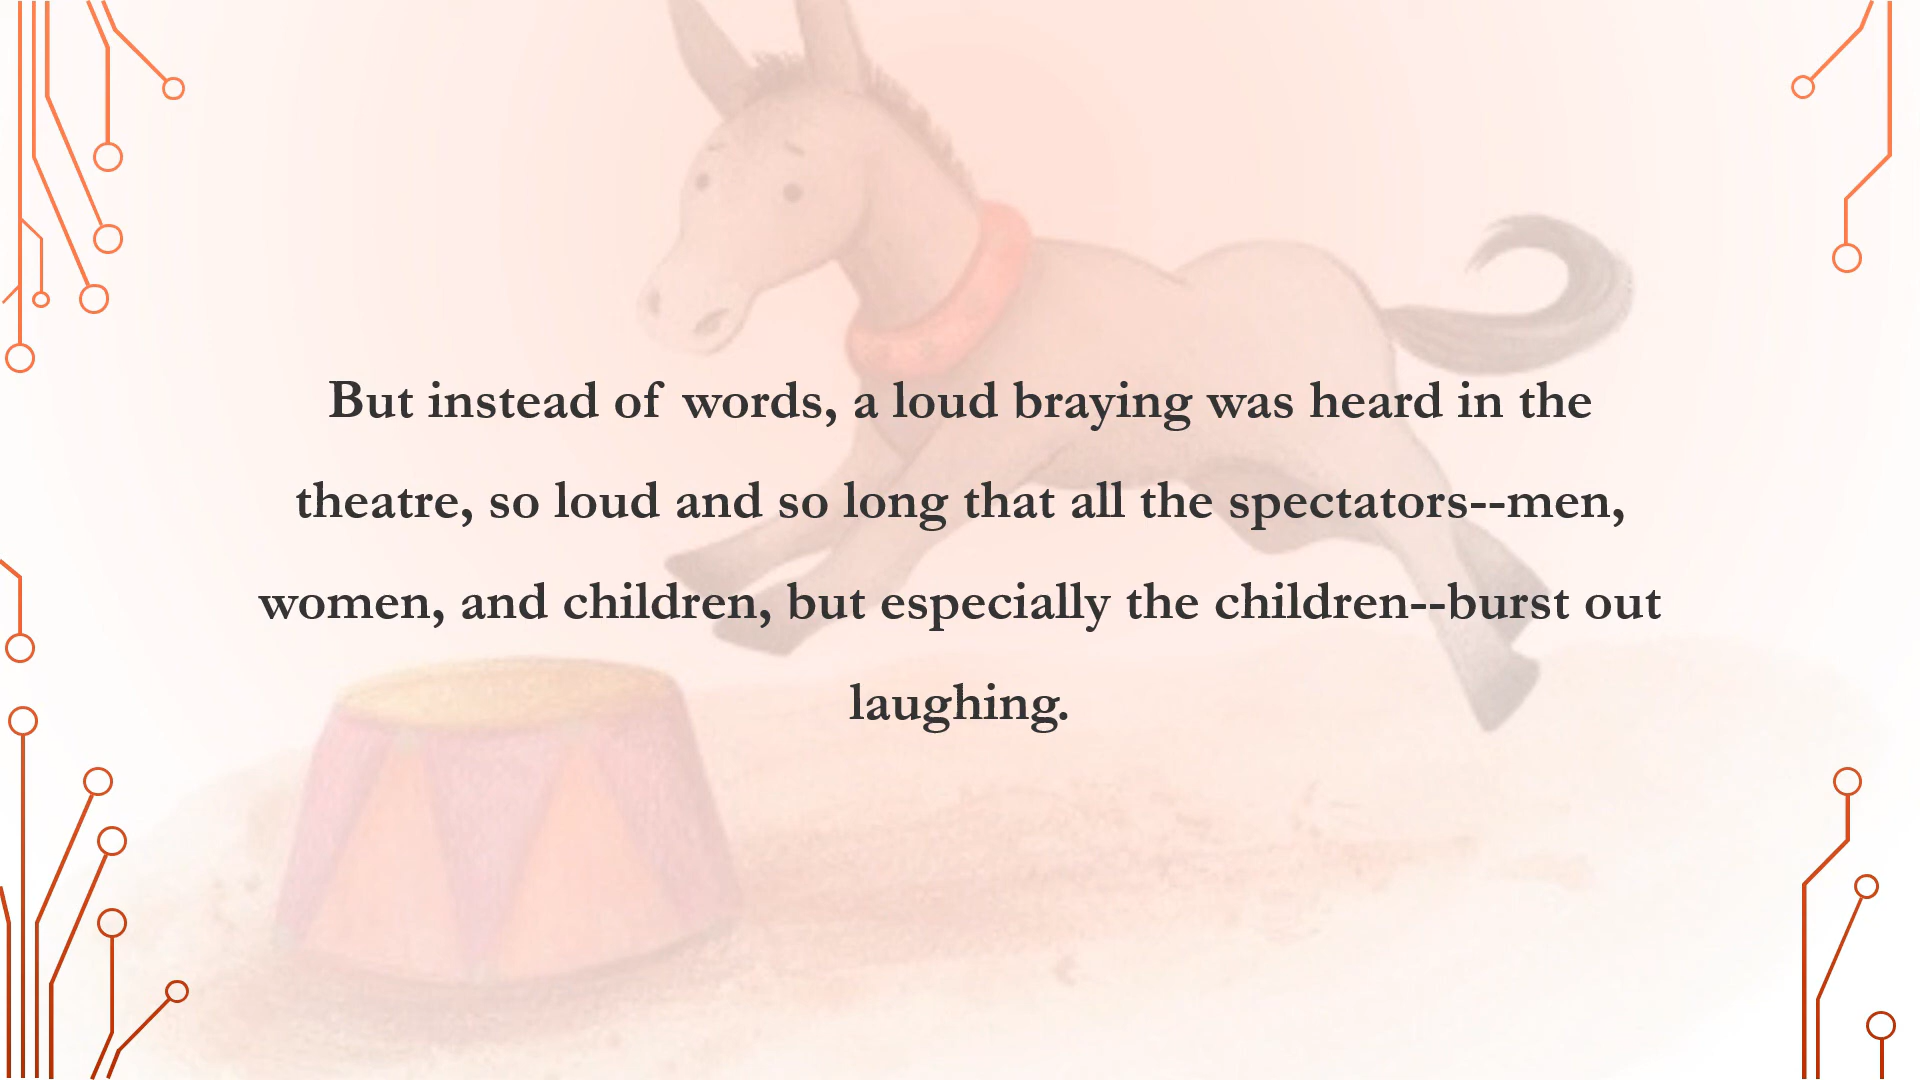 But instead of words, a loud braying was heard in the
theatre, so loud and so long that all the spectators--men,
women, and children, but especially the children--burst out
laughing.